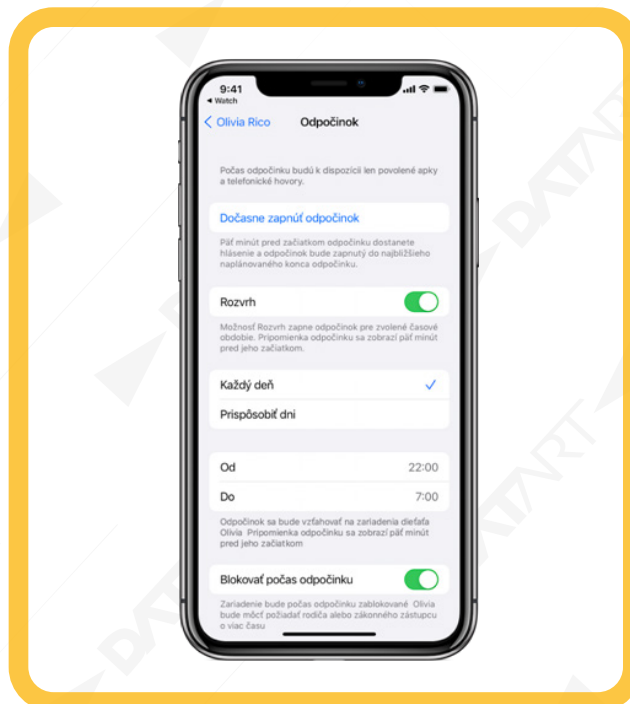 9:41
◀ Watch
Olivia Rico
Odpočinok
Počas odpočinku budú k dispozícii len povolené apky
a telefonické hovory.
Dočasne zapnúť odpočinok
Päť minút pred začiatkom odpočinku dostanete
hlásenie a odpočinok bude zapnutý do najbližšieho
naplánovaného konca odpočinku.
Rozvrh
Možnosť Rozvrh zapne odpočinok pre zvolené časové
obdobie. Pripomienka odpočinku sa zobrazí päť minút
pred jeho začiatkom.
Každý deň
Prispôsobiť dni
Od 22:00
Do 7:00
Odpočinok sa bude vzťahovať na zariadenia dieťaťa
Olivia Pripomienka odpočinku sa zobrazí päť minút
pred jeho začiatkom
Blokovať počas odpočinku
Zariadenie bude počas odpočinku zablokované Olivia
bude môcť požiadať rodiča alebo zákonného zástupcu
o viac času
DATART
DATART
DATART